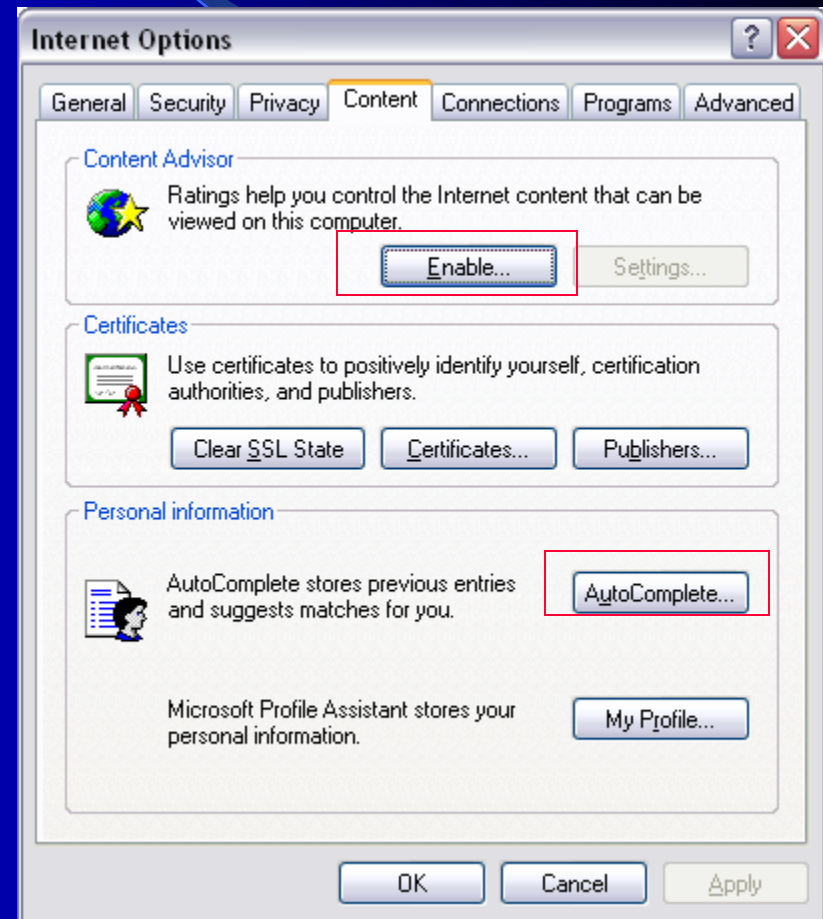 Internet Options
?
General Security Privacy Content Connections Programs Advanced
Content Advisor
Ratings help you control the Internet content that can be
viewed on this computer.
Enable... Settings...
Certificates
Use certificates to positively identify yourself, certification
authorities, and publishers.
Clear SSL State Certificates... Publishers...
Personal information
AutoComplete stores previous entries
and suggests matches for you.
AutoComplete...
Microsoft Profile Assistant stores your
personal information.
My Profile...
OK Cancel Apply